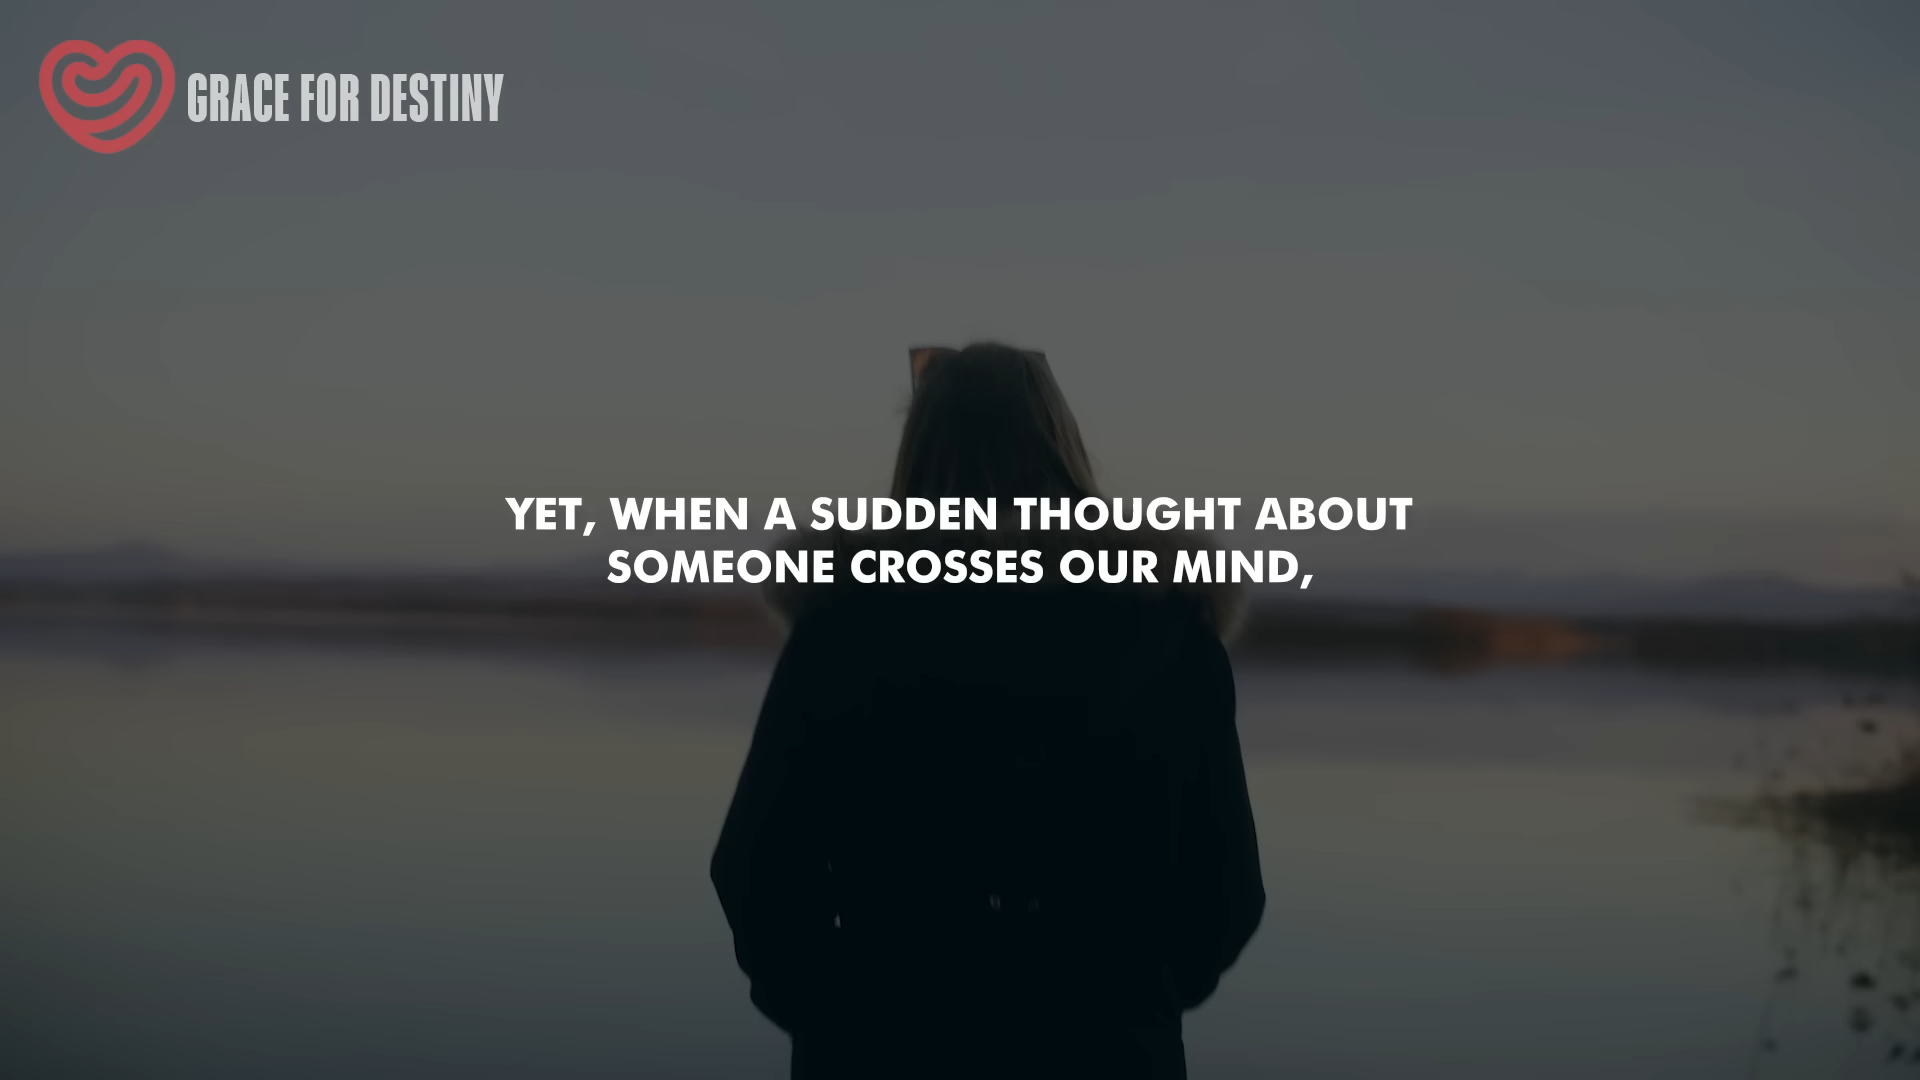 GRACE FOR DESTINY
YET, WHEN A SUDDEN THOUGHT ABOUT
SOMEONE CROSSES OUR MIND,